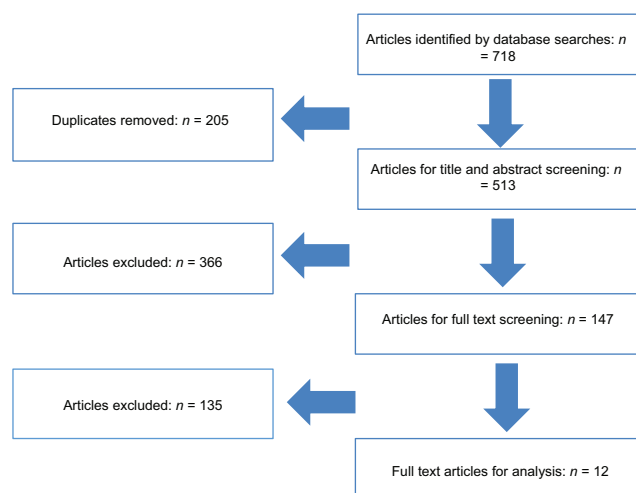 Articles identified by database searches: n
= 718
Duplicates removed: n = 205
Articles for title and abstract screening: n
= 513
Articles excluded: n = 366
Articles for full text screening: n = 147
Articles excluded: n = 135
Full text articles for analysis: n = 12